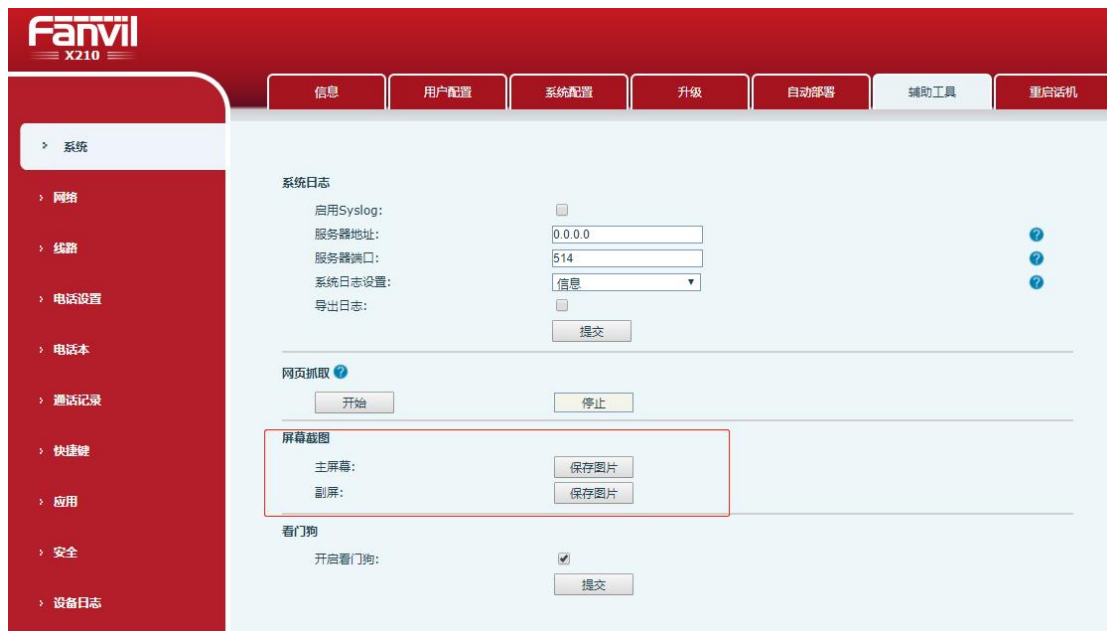 Fanvil
X210
信息 用户配置 系统配置 升级 自动部署 辅助工具 重启话机
› 系统
› 网络
› 线路
› 电话设置
› 电话本
› 通话记录
› 快捷键
› 应用
› 安全
› 设备日志
系统日志
启用Syslog:
服务器地址: 0.0.0.0
服务器端口: 514
系统日志设置: 信息
导出日志:
提交
网页抓取
开始 停止
屏幕截图
主屏幕: 保存图片
副屏: 保存图片
看门狗
开启看门狗:
提交